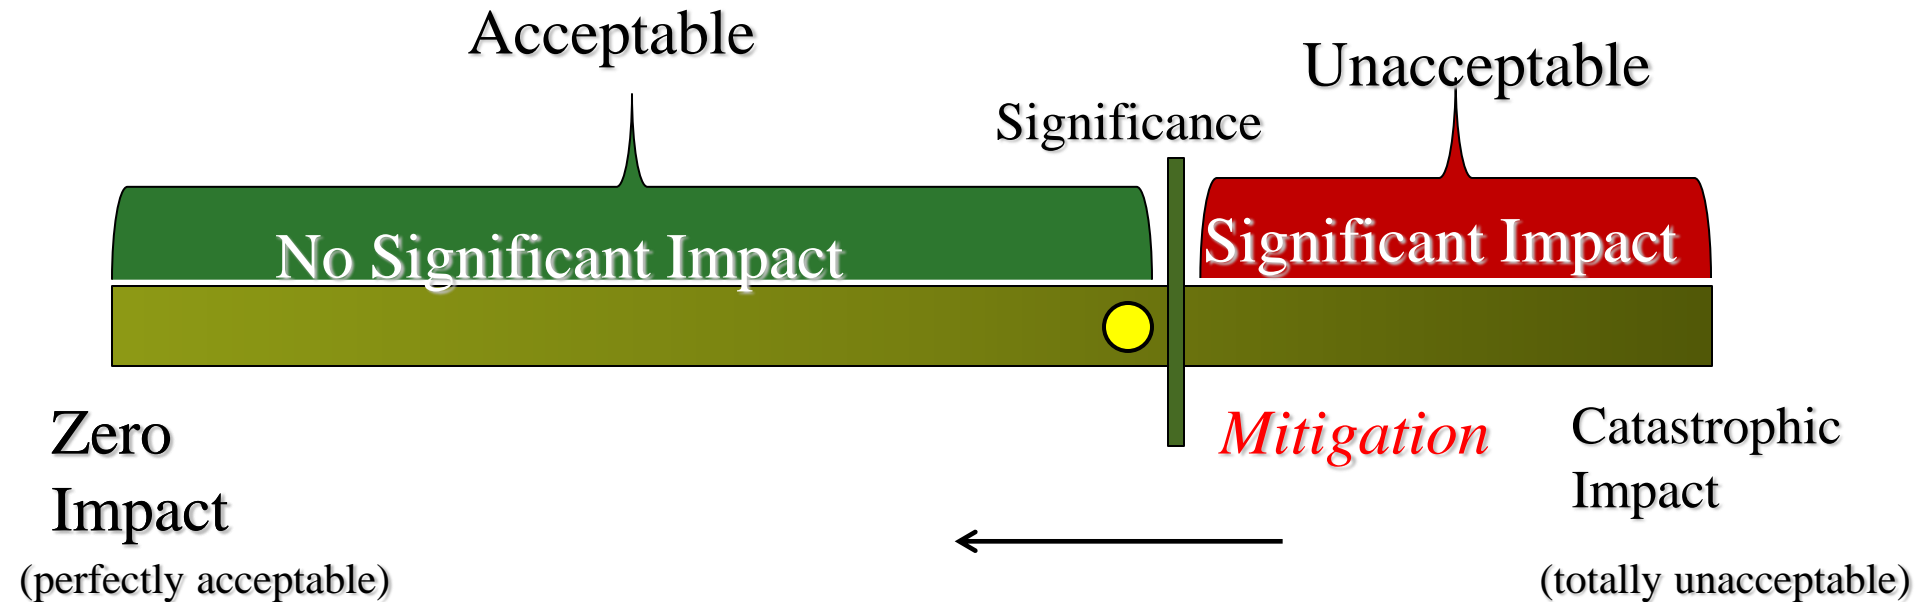 Acceptable
Unacceptable
Significance
No Significant Impact
Significant Impact
Zero
Impact
(perfectly acceptable)
Mitigation
Catastrophic
Impact
(totally unacceptable)